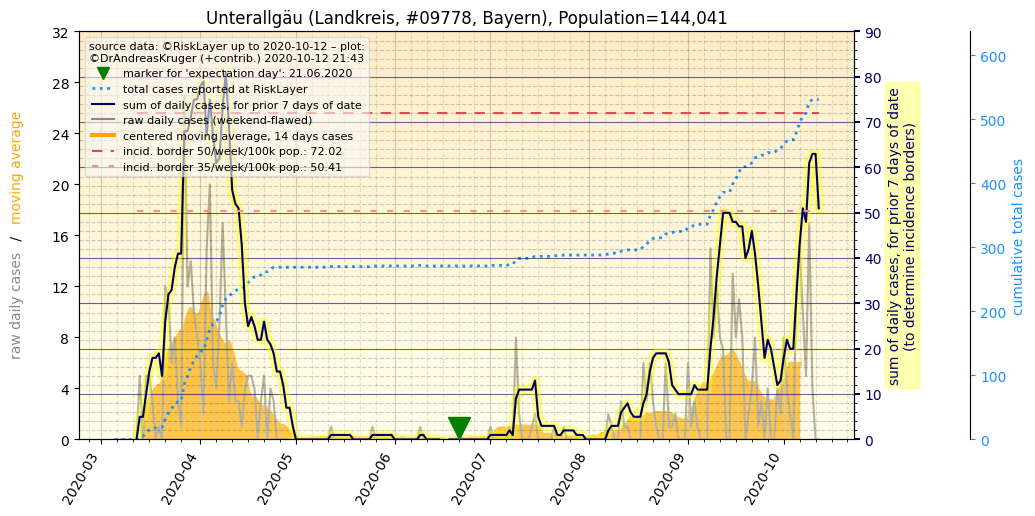 Unterallgäu (Landkreis, #09778, Bayern), Population=144,041
source data: ©RiskLayer up to 2020-10-12 – plot:
©DrAndreasKruger (+contrib.) 2020-10-12 21:43
marker for 'expectation day': 21.06.2020
total cases reported at RiskLayer
sum of daily cases, for prior 7 days of date
raw daily cases (weekend-flawed)
centered moving average, 14 days cases
incid. border 50/week/100k pop.: 72.02
incid. border 35/week/100k pop.: 50.41
raw daily cases / moving average
32
28
24
20
16
12
8
4
0
2020-03
2020-04
2020-05
2020-06
2020-07
2020-08
2020-09
2020-10
90
80
70
60
50
40
30
20
10
0
sum of daily cases, for prior 7 days of date
(to determine incidence borders)
600
500
400
300
200
100
0
cumulative total cases